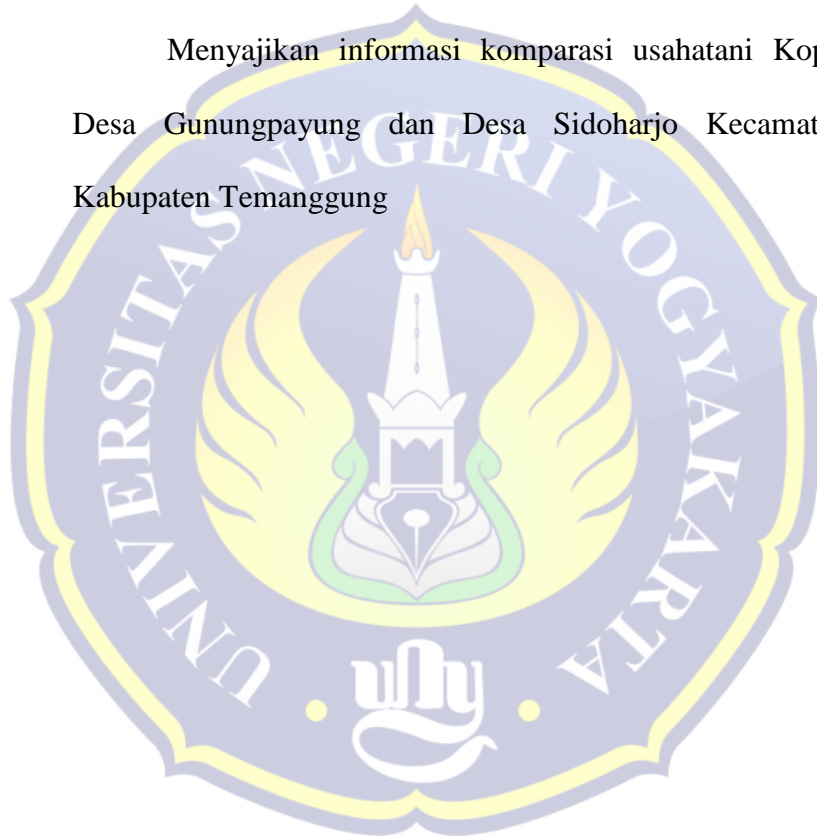 Menyajikan informasi komparasi usahatani Kop
Desa Gunungpayung dan Desa Sidoharjo Kecamat
Kabupaten Temanggung
UNIVERSITAS NEGERI YOGYAKARTA
uny